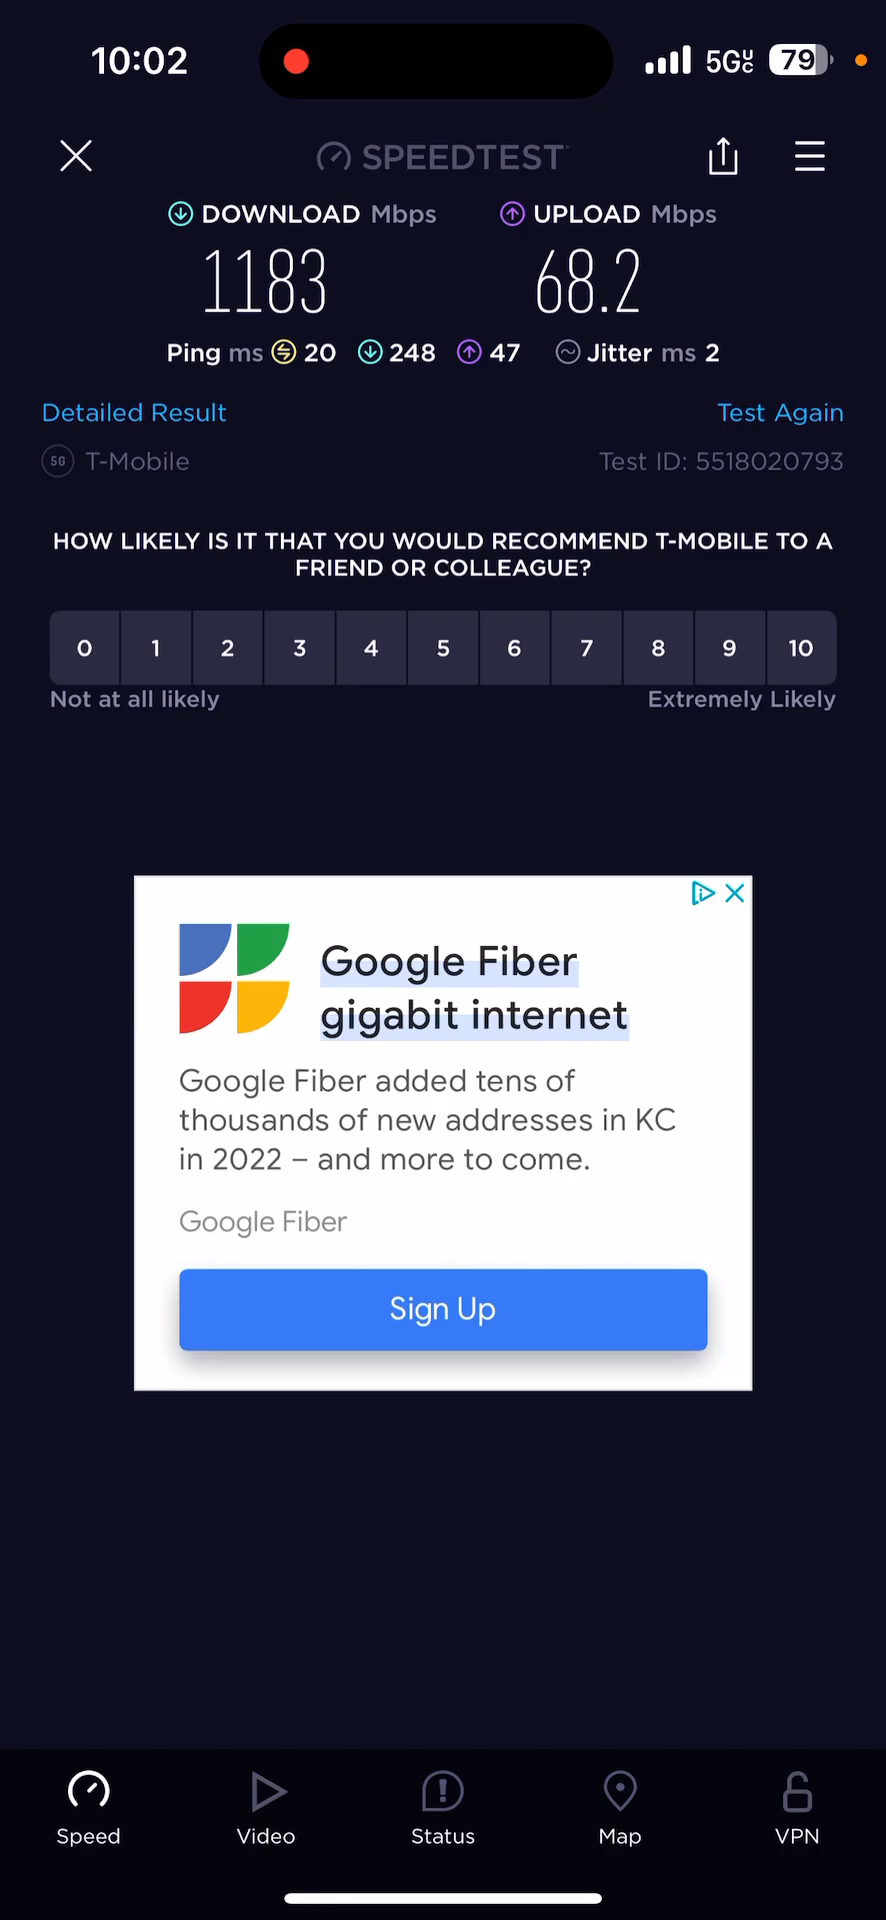 10:02
5GUC
79
SPEEDTEST
DOWNLOAD Mbps
UPLOAD Mbps
1183
68.2
Ping ms 20 248 47 Jitter ms 2
Detailed Result
Test Again
5G T-Mobile
Test ID: 5518020793
HOW LIKELY IS IT THAT YOU WOULD RECOMMEND T-MOBILE TO A
FRIEND OR COLLEAGUE?
0 1 2 3 4 5 6 7 8 9 10
Not at all likely
Extremely Likely
Google Fiber
gigabit internet
Google Fiber added tens of
thousands of new addresses in KC
in 2022 – and more to come.
Google Fiber
Sign Up
Speed
Video
Status
Map
VPN